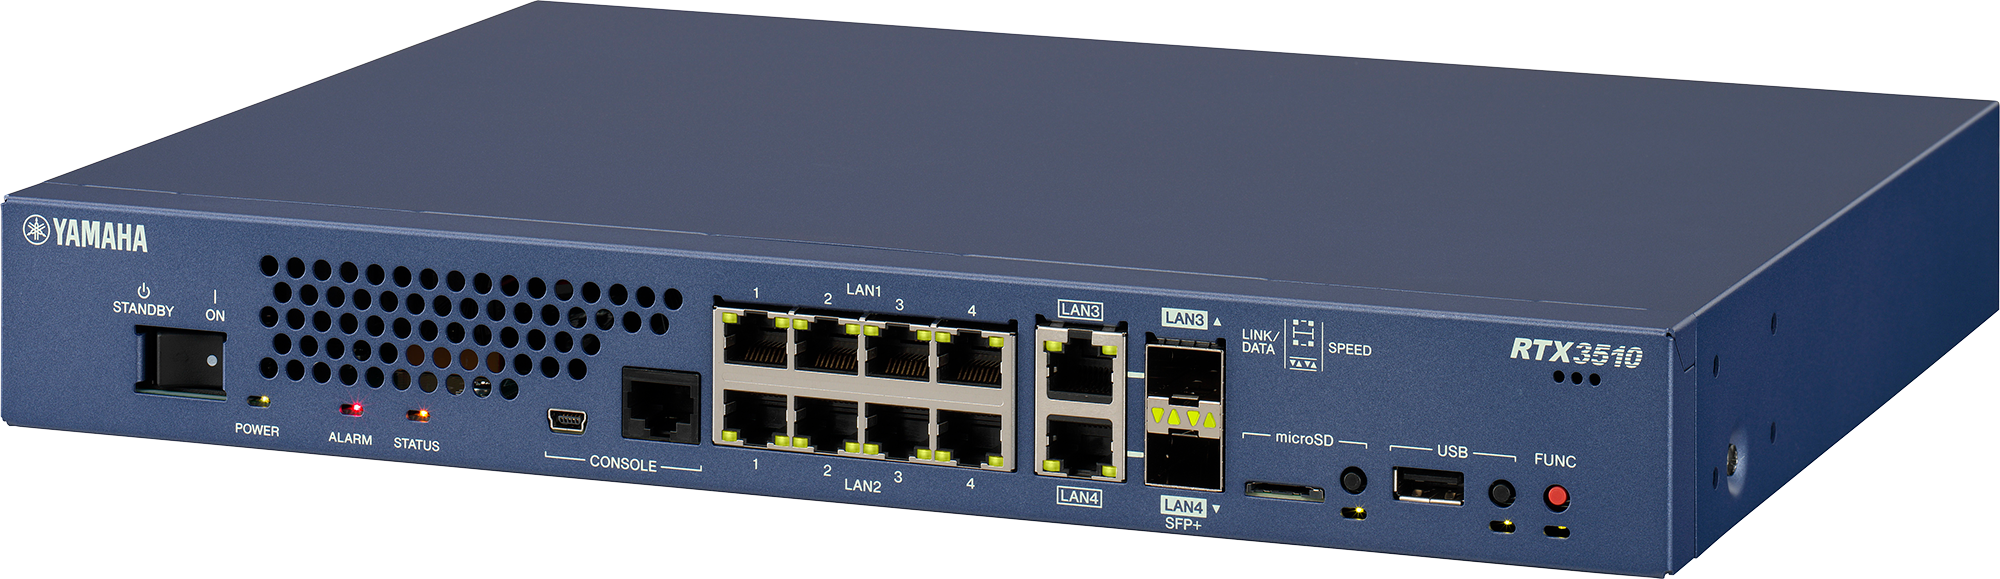 YAMAHA
STANDBY
ON
POWER
ALARM
STATUS
CONSOLE
1 2 LAN1 3 4
1 2 LAN2 3 4
LAN3
LAN4
LAN3 ▲
LAN4 ▼
SFP+
LINK/
DATA
SPEED
RTX3510
microSD
USB
FUNC